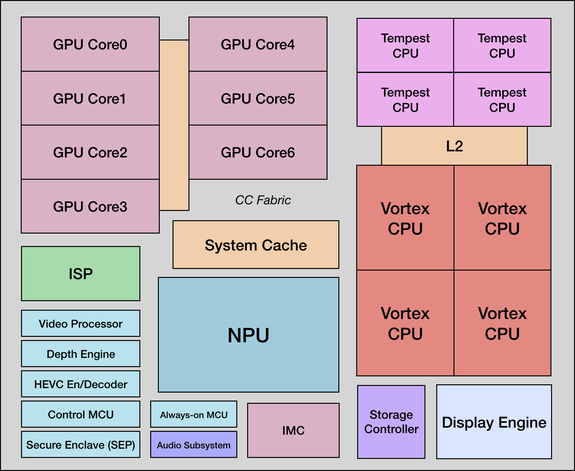 GPU Core0
GPU Core4
GPU Core1
GPU Core5
GPU Core2
GPU Core6
GPU Core3
CC Fabric
System Cache
Tempest
CPU
Tempest
CPU
Tempest
CPU
Tempest
CPU
L2
Vortex
CPU
Vortex
CPU
Vortex
CPU
Vortex
CPU
ISP
NPU
Video Processor
Depth Engine
HEVC En/Decoder
Control MCU
Always-on MCU
Secure Enclave (SEP)
Audio Subsystem
IMC
Storage
Controller
Display Engine